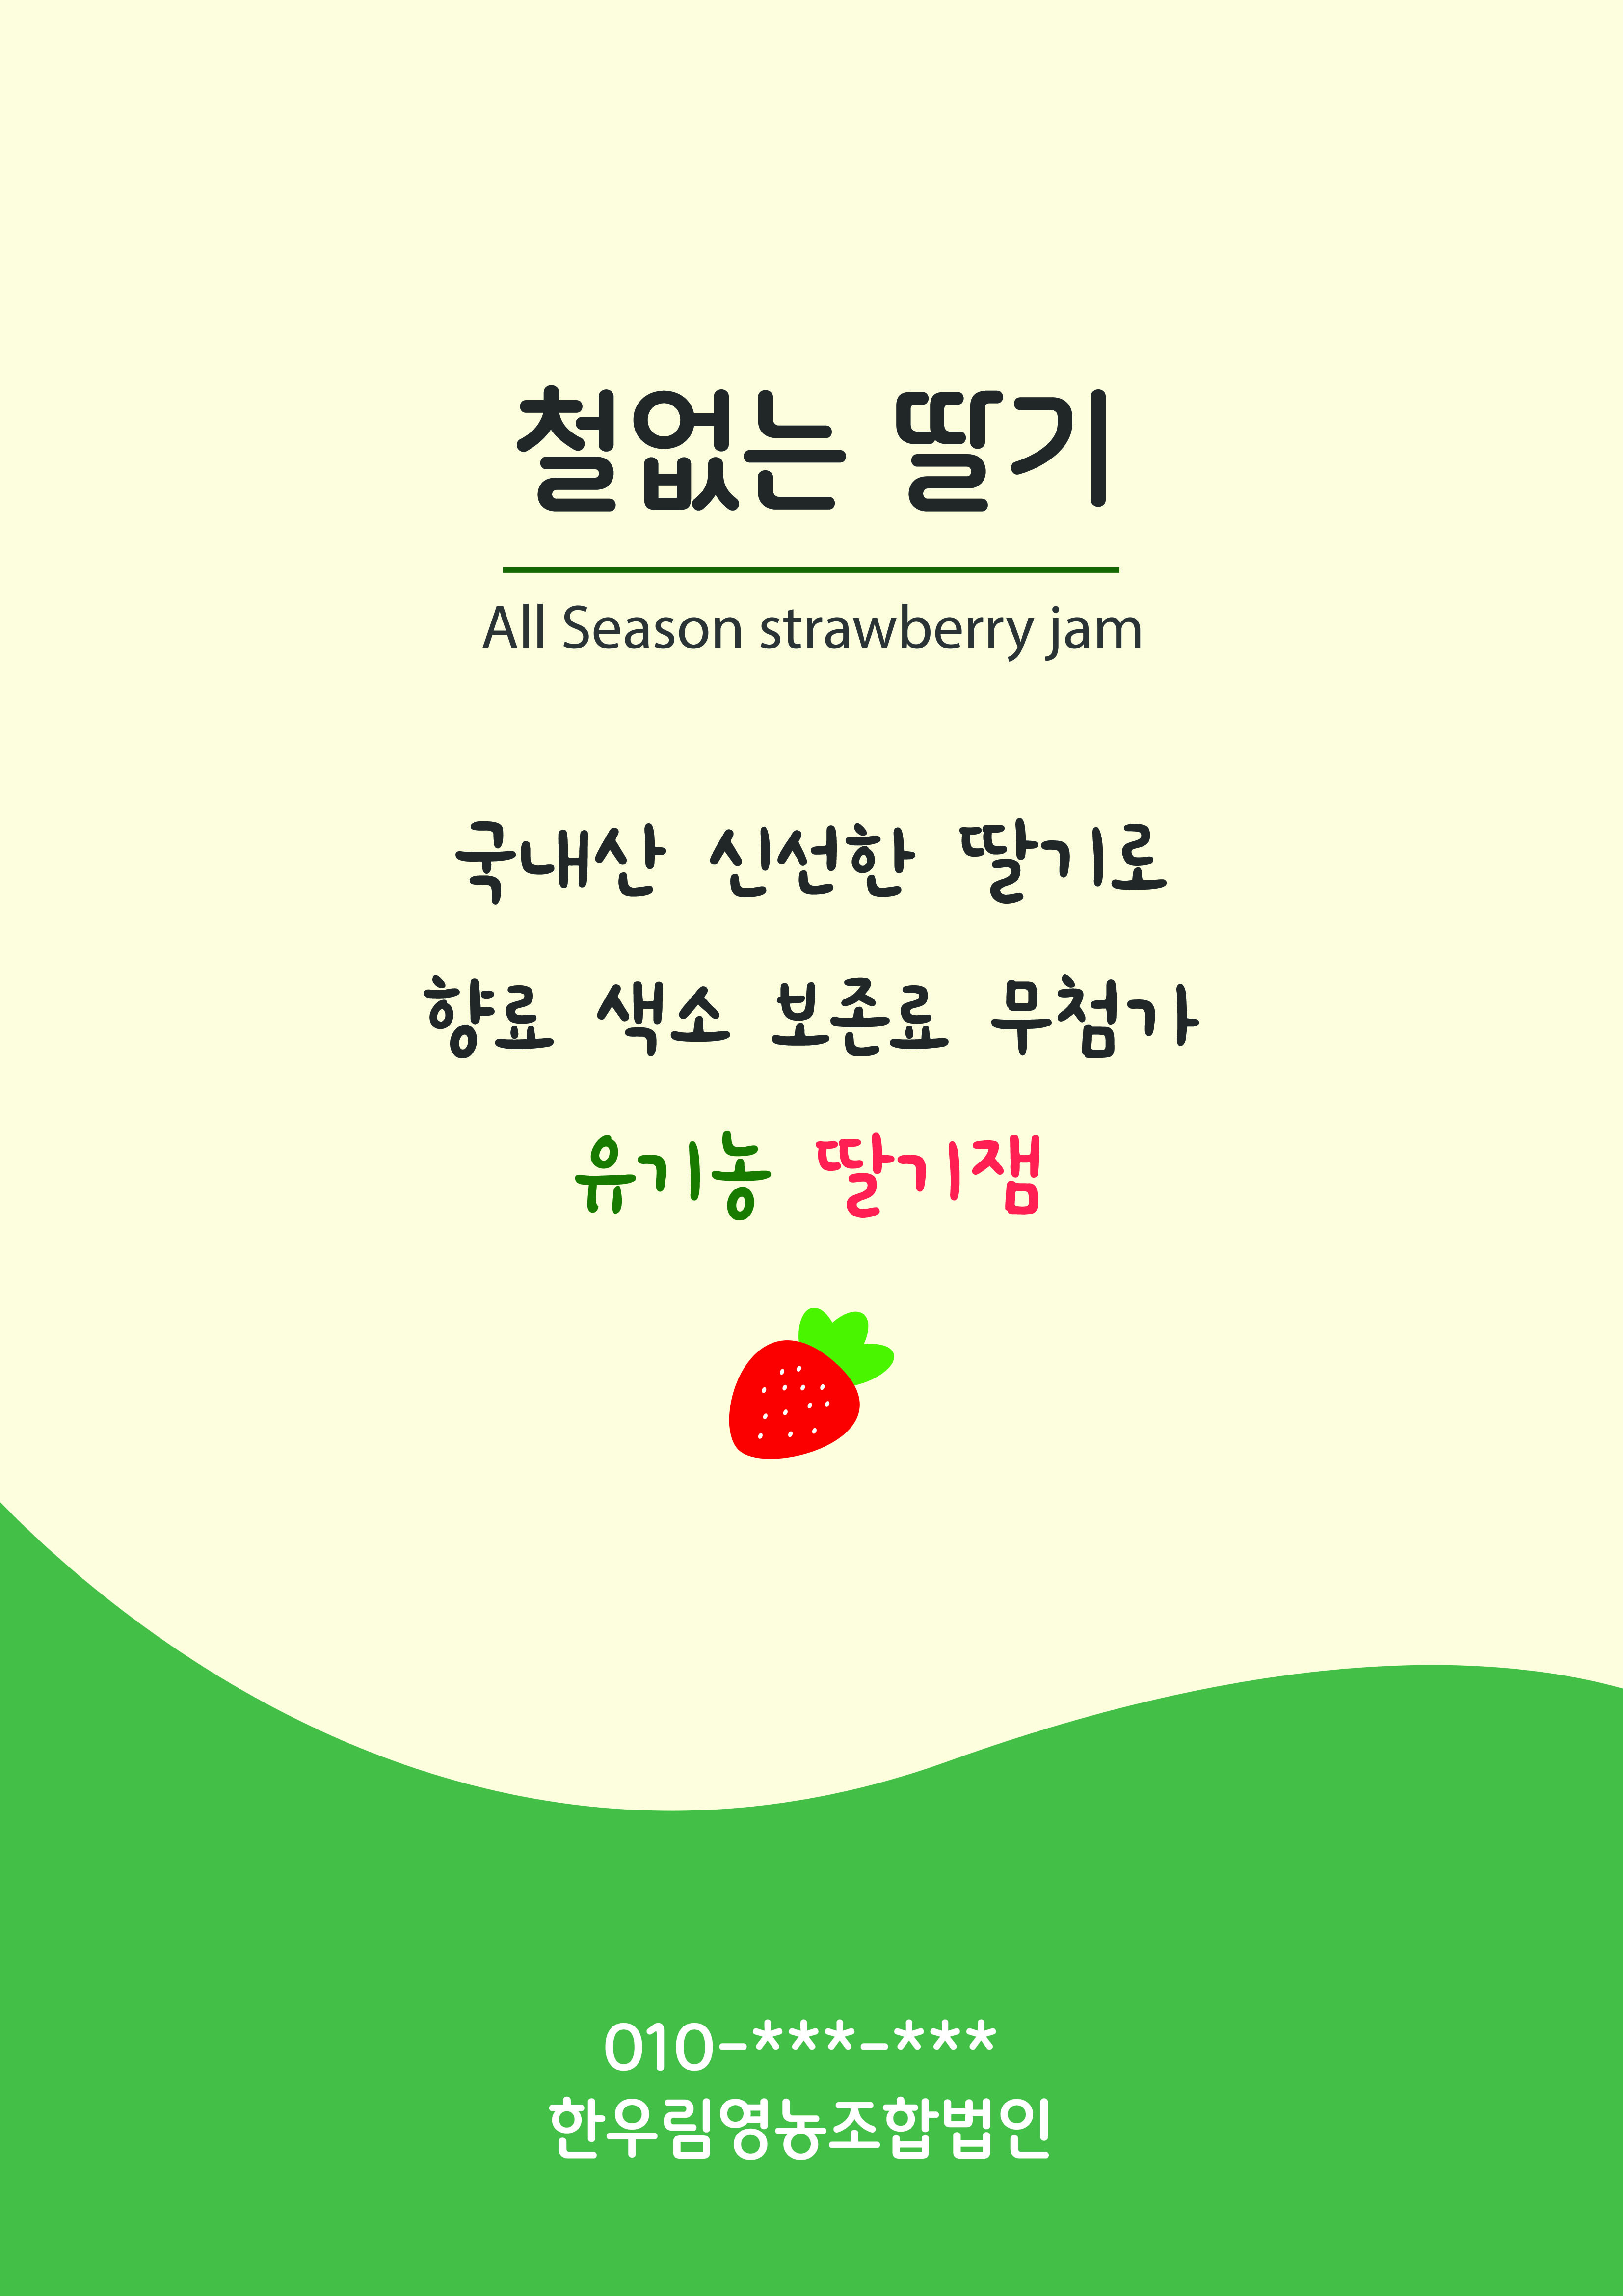 철없는 딸기
All Season strawberry jam
국내산 신선한 딸기로
향료 색소 보존료 무첨가
유기농 딸기잼
010-***-***
한우림영농조합법인